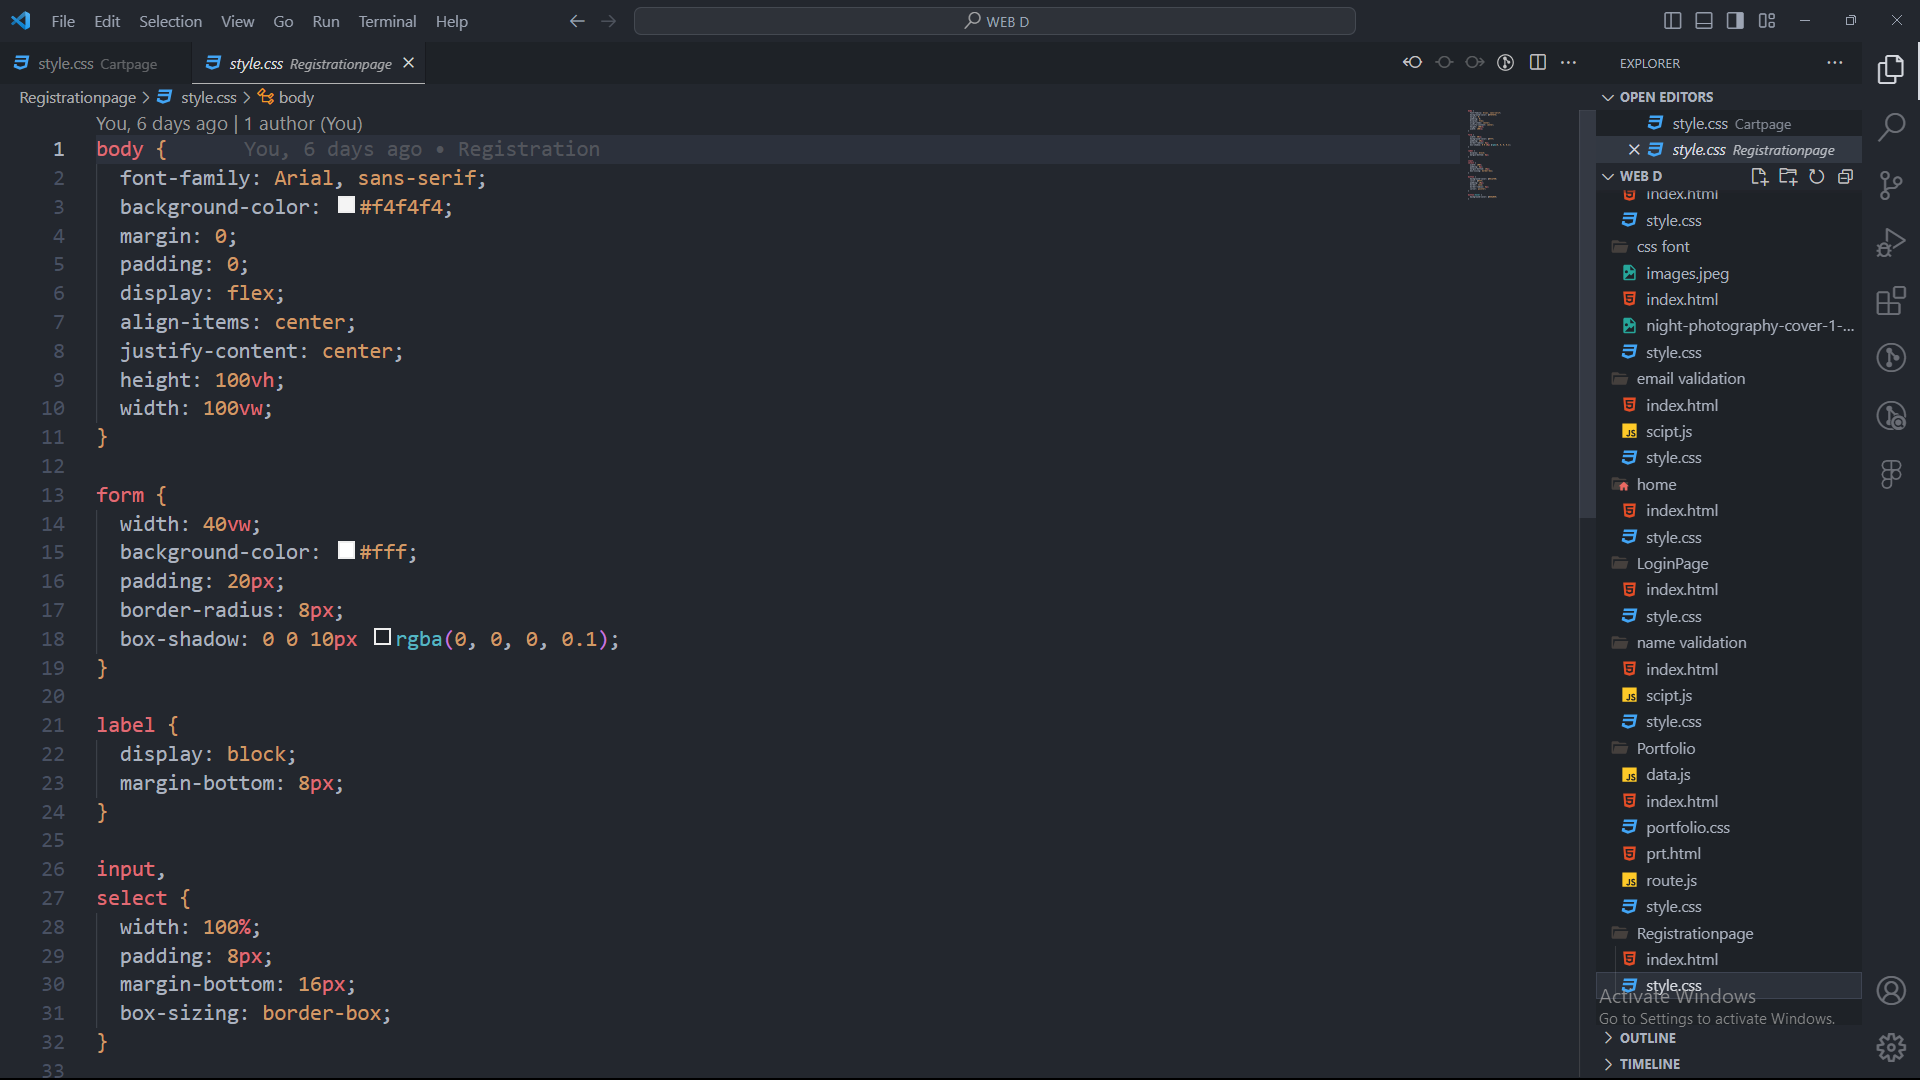 File Edit Selection View Go Run Terminal Help
WEB D
style.css Cartpage
style.css Registrationpage
Registrationpage > style.css > body
You, 6 days ago | 1 author (You)
1 body { You, 6 days ago • Registration
2 font-family: Arial, sans-serif;
3 background-color: #f4f4f4;
4 margin: 0;
5 padding: 0;
6 display: flex;
7 align-items: center;
8 justify-content: center;
9 height: 100vh;
10 width: 100vw;
11 }
12
13 form {
14 width: 40vw;
15 background-color: #fff;
16 padding: 20px;
17 border-radius: 8px;
18 box-shadow: 0 0 10px rgba(0, 0, 0, 0.1);
19 }
20
21 label {
22 display: block;
23 margin-bottom: 8px;
24 }
25
26 input,
27 select {
28 width: 100%;
29 padding: 8px;
30 margin-bottom: 16px;
31 box-sizing: border-box;
32 }
33
EXPLORER
OPEN EDITORS
style.css Cartpage
style.css Registrationpage
WEB D
index.html
style.css
css font
images.jpeg
index.html
night-photography-cover-1-...
style.css
email validation
index.html
scipt.js
style.css
home
index.html
style.css
LoginPage
index.html
style.css
name validation
index.html
scipt.js
style.css
Portfolio
data.js
index.html
portfolio.css
prt.html
route.js
style.css
Registrationpage
index.html
style.css
Activate Windows
Go to Settings to activate Windows.
OUTLINE
TIMELINE